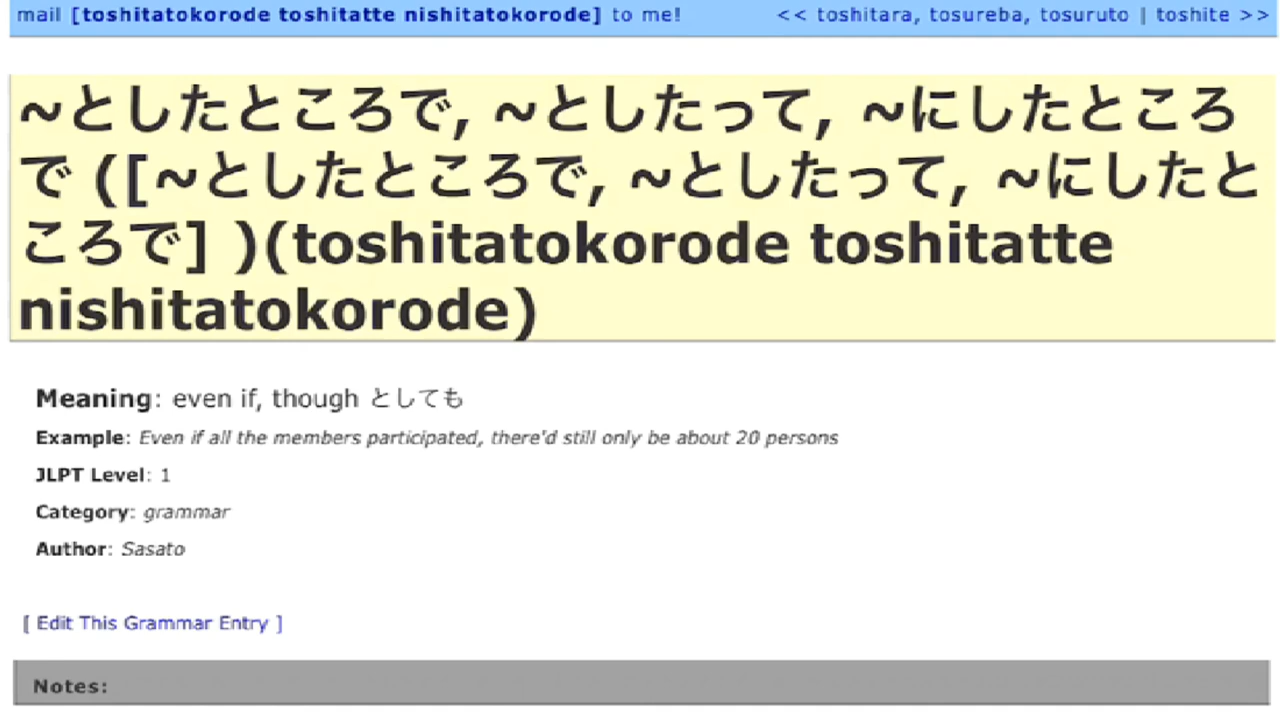 mail [toshitatokorode toshitatte nishitatokorode] to me! << toshitara, tosureba, tosuruto | toshite >>
~としたところで, ~としたって, ~にしたところ
で ([~としたところで, ~としたって, ~にしたと
ころで] )(toshitatokorode toshitatte
nishitatokorode)
Meaning: even if, though としても
Example: Even if all the members participated, there'd still only be about 20 persons
JLPT Level: 1
Category: grammar
Author: Sasato
[ Edit This Grammar Entry ]
Notes: